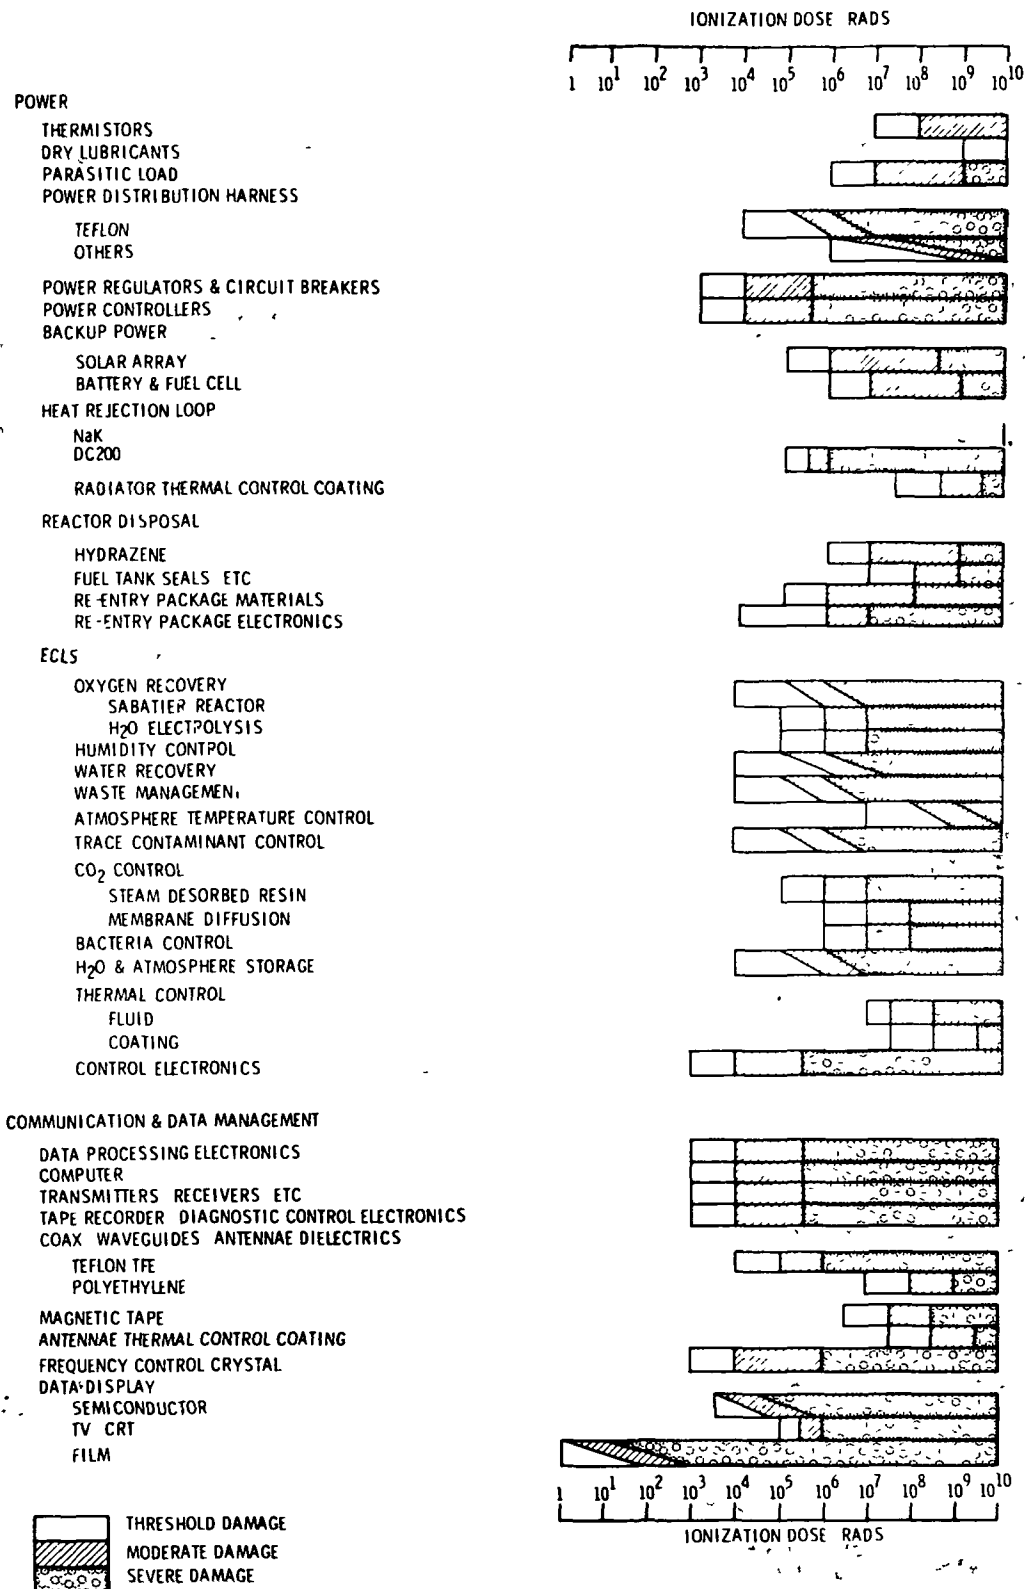 IONIZATION DOSE RADS
1 10^1 10^2 10^3 10^4 10^5 10^6 10^7 10^8 10^9 10^10
POWER
THERMISTORS
DRY LUBRICANTS
PARASITIC LOAD
POWER DISTRIBUTION HARNESS
TEFLON
OTHERS
POWER REGULATORS & CIRCUIT BREAKERS
POWER CONTROLLERS
BACKUP POWER
SOLAR ARRAY
BATTERY & FUEL CELL
HEAT REJECTION LOOP
NaK
DC200
RADIATOR THERMAL CONTROL COATING
REACTOR DISPOSAL
HYDRAZENE
FUEL TANK SEALS ETC
RE-ENTRY PACKAGE MATERIALS
RE-ENTRY PACKAGE ELECTRONICS
ECLS
OXYGEN RECOVERY
SABATIER REACTOR
H2O ELECTROLYSIS
HUMIDITY CONTROL
WATER RECOVERY
WASTE MANAGEMENT
ATMOSPHERE TEMPERATURE CONTROL
TRACE CONTAMINANT CONTROL
CO2 CONTROL
STEAM DESORBED RESIN
MEMBRANE DIFFUSION
BACTERIA CONTROL
H2O & ATMOSPHERE STORAGE
THERMAL CONTROL
FLUID
COATING
CONTROL ELECTRONICS
COMMUNICATION & DATA MANAGEMENT
DATA PROCESSING ELECTRONICS
COMPUTER
TRANSMITTERS RECEIVERS ETC
TAPE RECORDER DIAGNOSTIC CONTROL ELECTRONICS
COAX WAVEGUIDES ANTENNAE DIELECTRICS
TEFLON TFE
POLYETHYLENE
MAGNETIC TAPE
ANTENNAE THERMAL CONTROL COATING
FREQUENCY CONTROL CRYSTAL
DATA DISPLAY
SEMICONDUCTOR
TV CRT
FILM
1 10^1 10^2 10^3 10^4 10^5 10^6 10^7 10^8 10^9 10^10
IONIZATION DOSE RADS
THRESHOLD DAMAGE
MODERATE DAMAGE
SEVERE DAMAGE